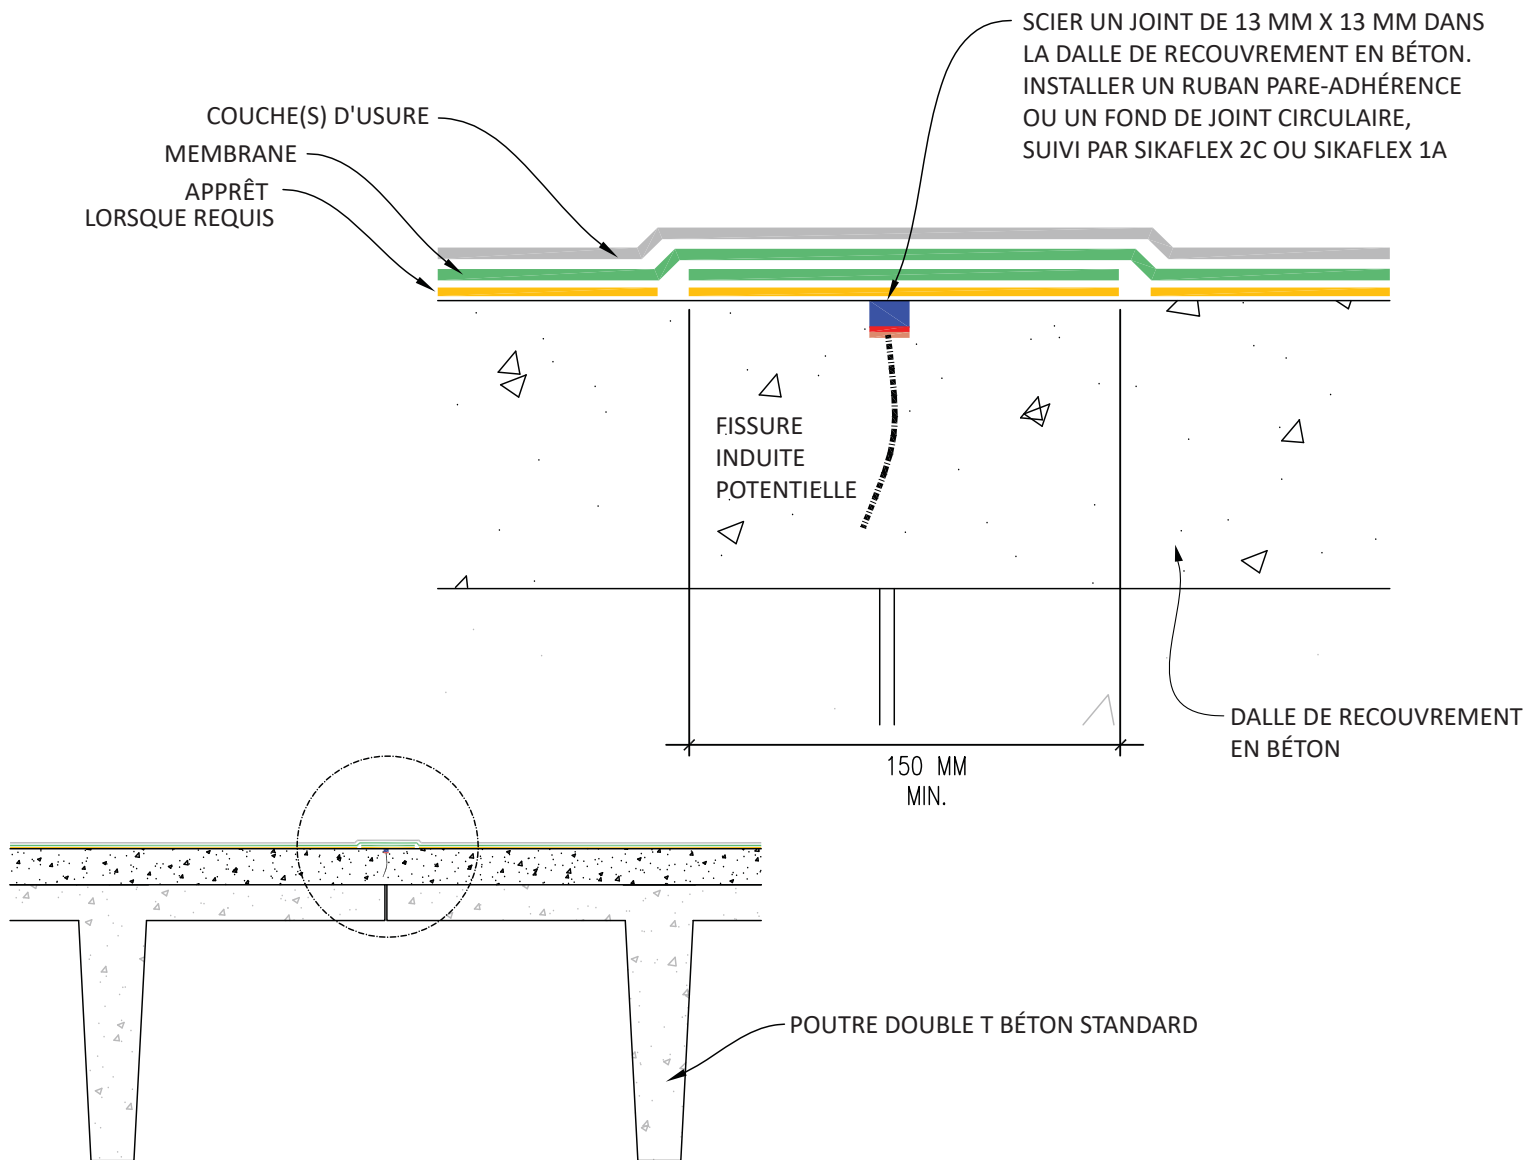 SCIER UN JOINT DE 13 MM X 13 MM DANS
LA DALLE DE RECOUVREMENT EN BÉTON.
INSTALLER UN RUBAN PARE-ADHÉRENCE
OU UN FOND DE JOINT CIRCULAIRE,
SUIVI PAR SIKAFLEX 2C OU SIKAFLEX 1A
COUCHE(S) D'USURE
MEMBRANE
APPRÊT
LORSQUE REQUIS
FISSURE
INDUITE
POTENTIELLE
DALLE DE RECOUVREMENT
EN BÉTON
150 MM
MIN.
POUTRE DOUBLE T BÉTON STANDARD